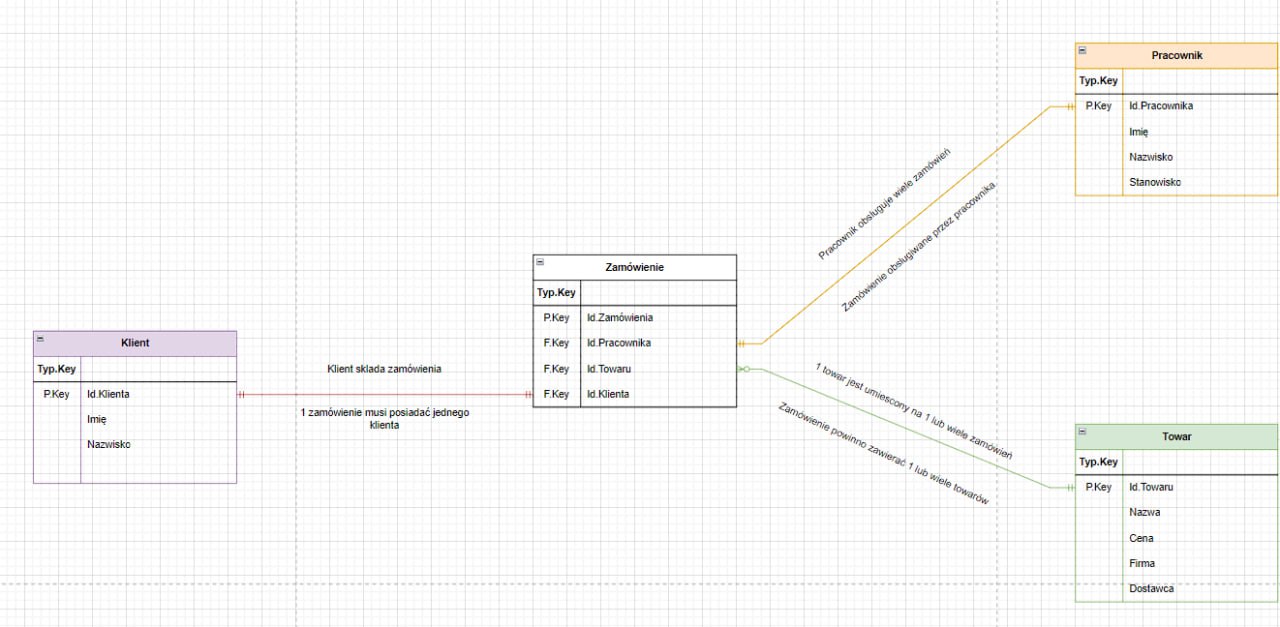 Klient
Typ.Key
P.Key Id.Klienta
Imię
Nazwisko
Klient składa zamówienia
1 zamówienie musi posiadać jednego
klienta
Zamówienie
Typ.Key
P.Key Id.Zamówienia
F.Key Id.Pracownika
F.Key Id.Towaru
F.Key Id.Klienta
Pracownik obsługuje wiele zamówień
Zamówienie obsługiwane przez pracownika
Pracownik
Typ.Key
P.Key Id.Pracownika
Imię
Nazwisko
Stanowisko
1 towar jest umiescony na 1 lub wiele zamówień
Zamówienie powinno zawierać 1 lub wiele towarów
Towar
Typ.Key
P.Key Id.Towaru
Nazwa
Cena
Firma
Dostawca